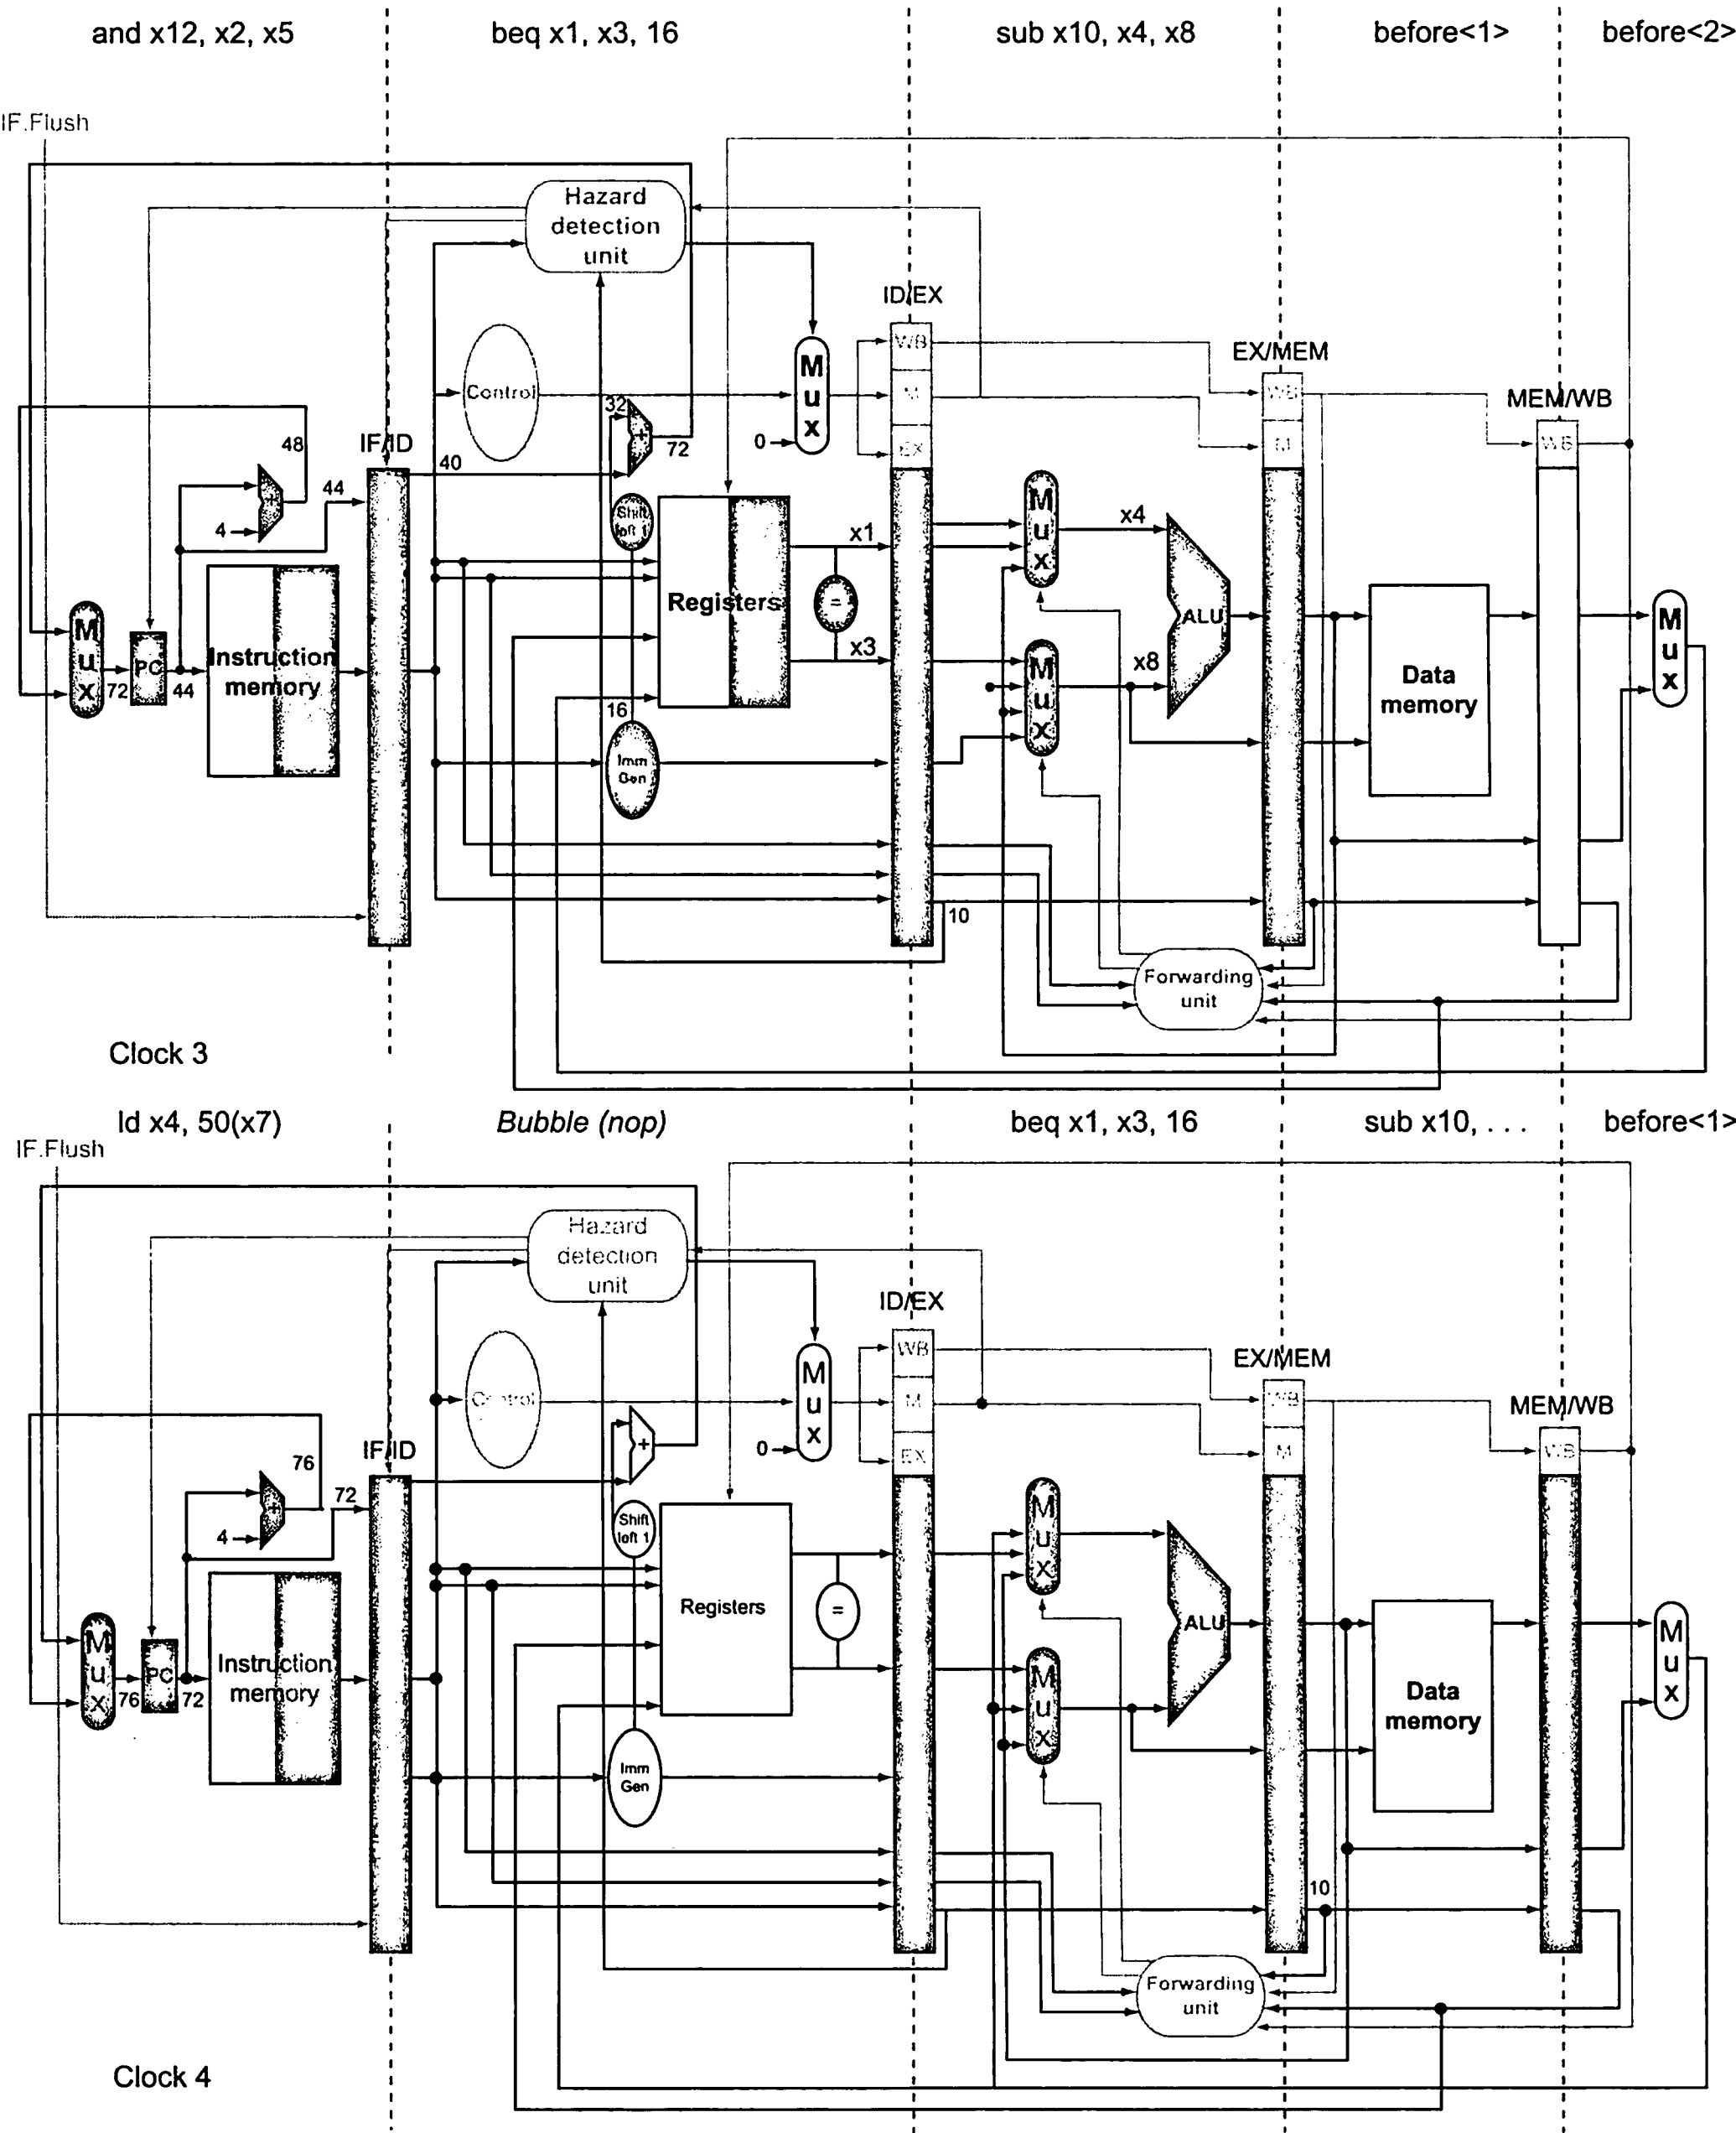 and x12, x2, x5
beq x1, x3, 16
sub x10, x4, x8
before<1>
before<2>
IF.Flush
Hazard
detection
unit
ID/EX
WB
M
EX
Control
M
u
x
0
EX/MEM
WB
M
MEM/WB
WB
IF/ID
48
44
4
+
40
32
+
72
Shift
left 1
Registers
x1
=
x3
M
u
x
x4
M
u
x
x8
ALU
Data
memory
M
u
x
M
u
x
72
PC
44
Instruction
memory
16
Imm
Gen
10
Forwarding
unit
Clock 3
ld x4, 50(x7)
Bubble (nop)
beq x1, x3, 16
sub x10, . . .
before<1>
IF.Flush
Hazard
detection
unit
ID/EX
WB
M
EX
Control
M
u
x
0
EX/MEM
WB
M
MEM/WB
WB
IF/ID
76
72
4
+
+
Shift
left 1
Registers
=
M
u
x
M
u
x
ALU
Data
memory
M
u
x
M
u
x
76
PC
72
Instruction
memory
Imm
Gen
10
Forwarding
unit
Clock 4